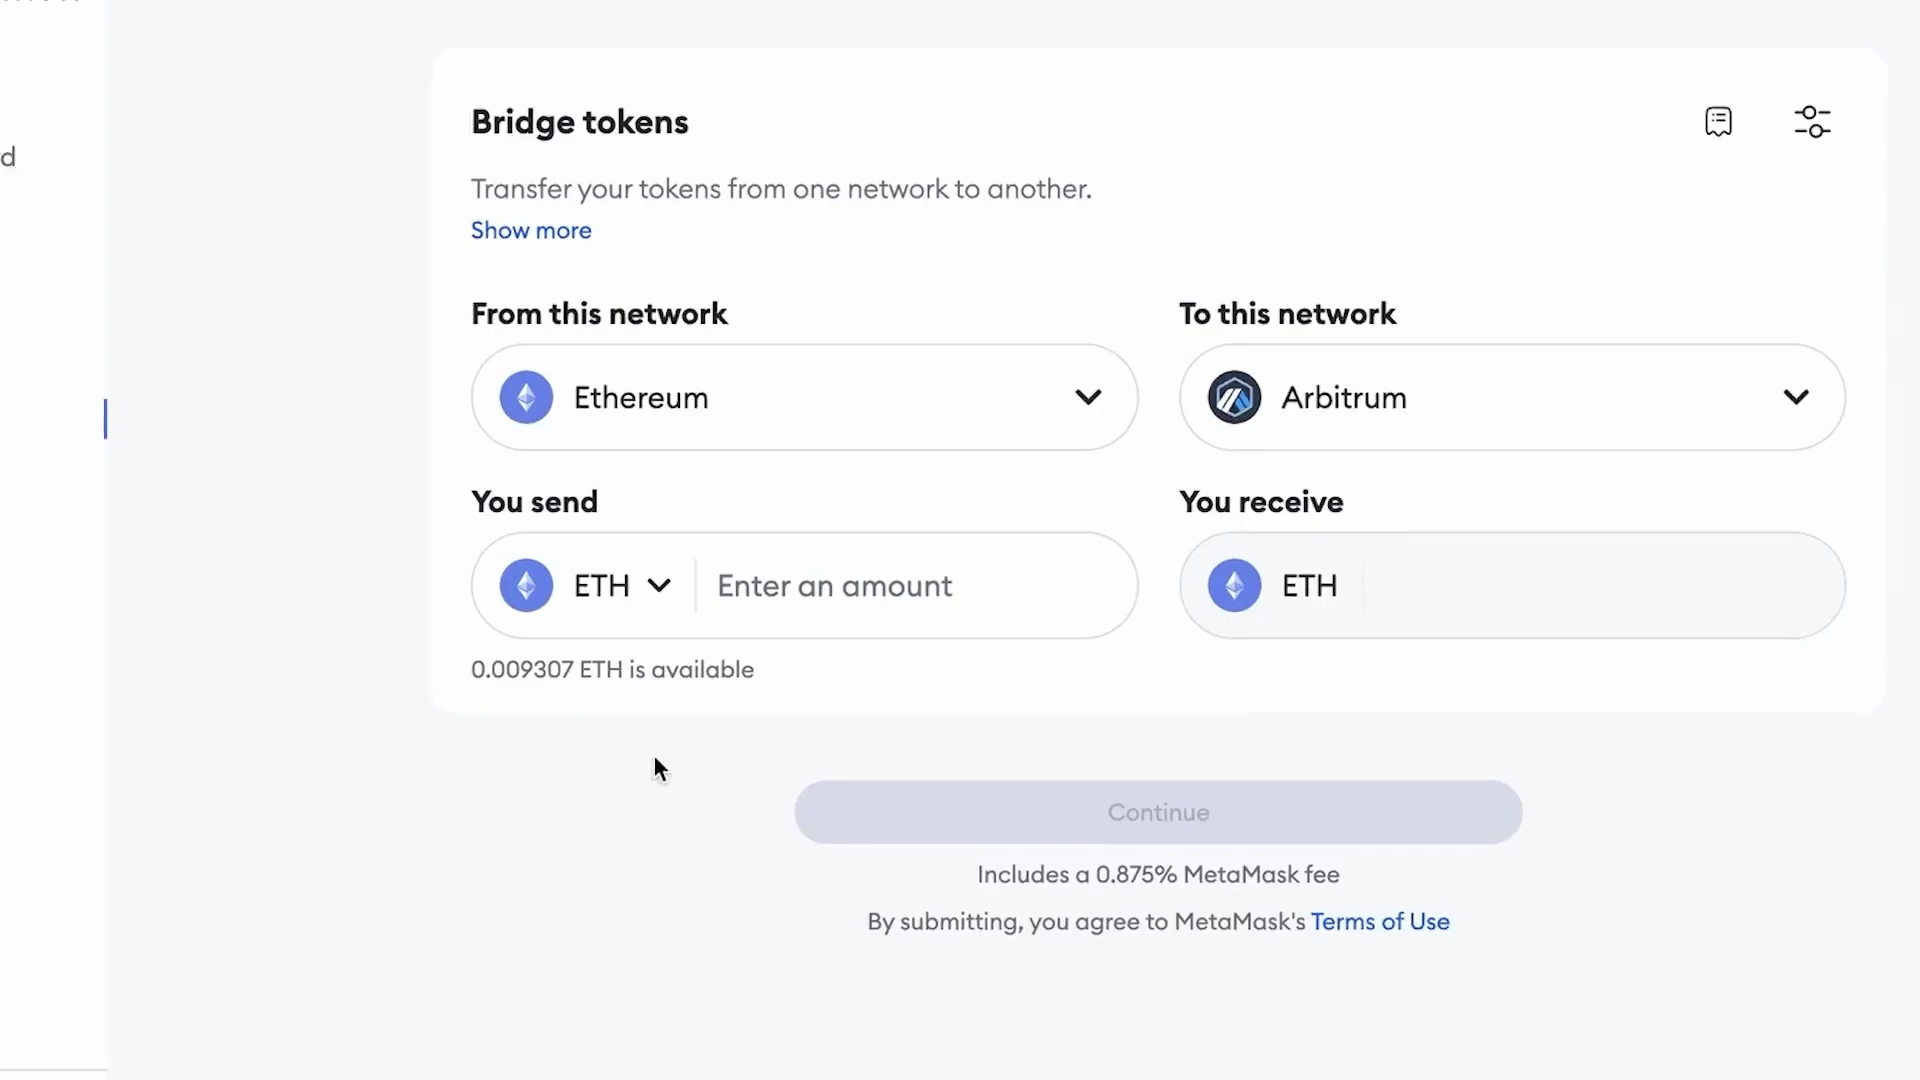 d
Bridge tokens
Transfer your tokens from one network to another.
Show more
From this network
To this network
Ethereum
Arbitrum
You send
You receive
ETH
Enter an amount
ETH
0.009307 ETH is available
Continue
Includes a 0.875% MetaMask fee
By submitting, you agree to MetaMask's Terms of Use